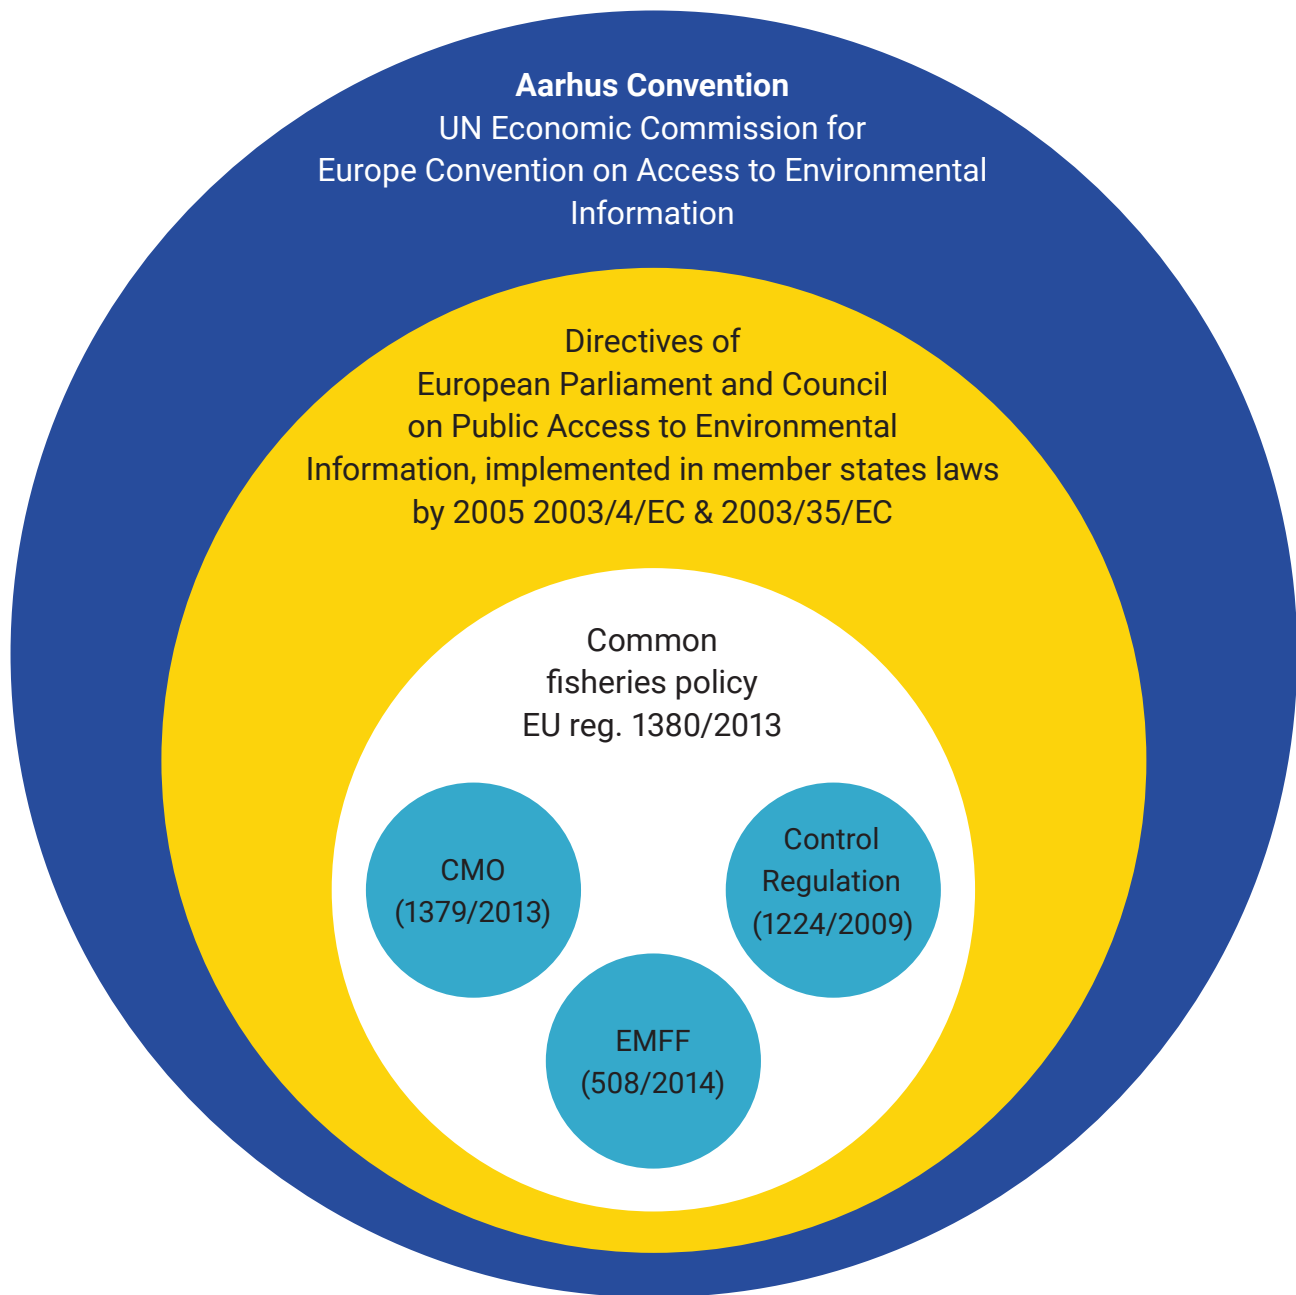 Aarhus Convention
UN Economic Commission for
Europe Convention on Access to Environmental
Information
Directives of
European Parliament and Council
on Public Access to Environmental
Information, implemented in member states laws
by 2005 2003/4/EC & 2003/35/EC
Common
fisheries policy
EU reg. 1380/2013
CMO
(1379/2013)
Control
Regulation
(1224/2009)
EMFF
(508/2014)